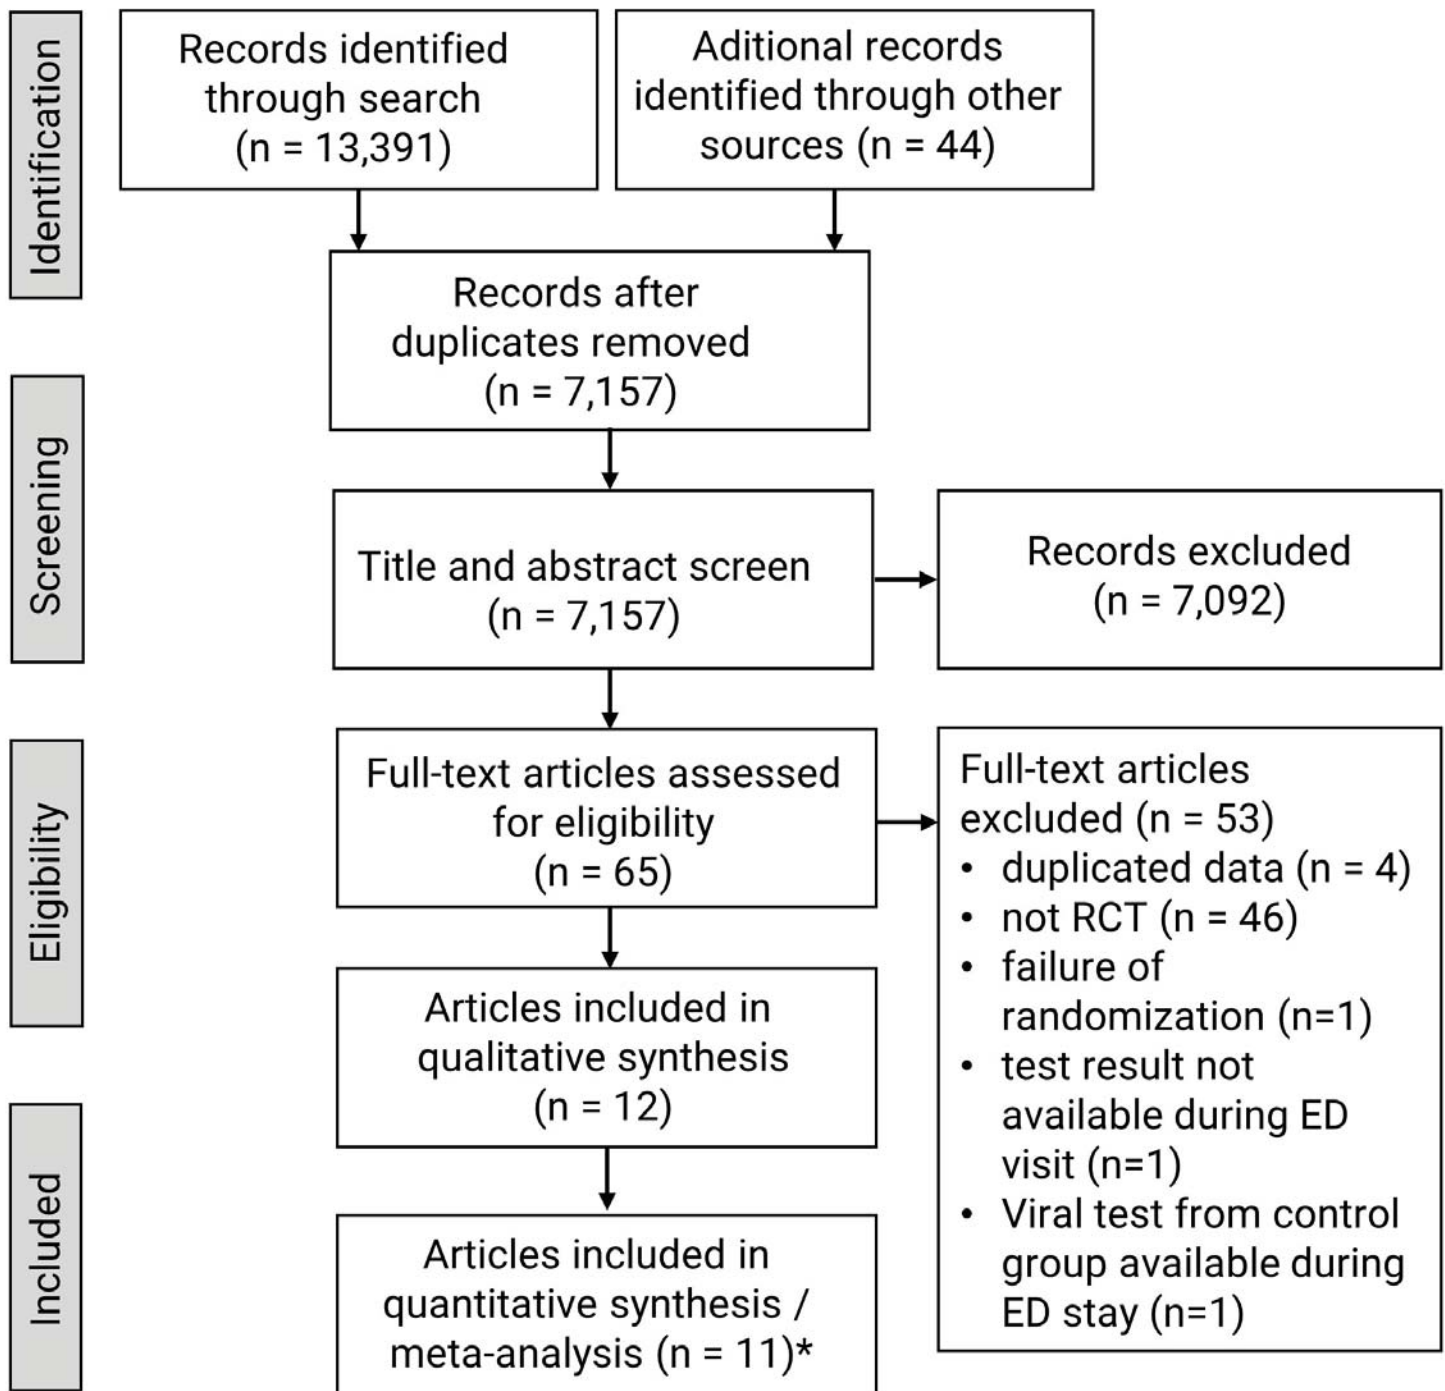 Identification
Records identified
through search
(n = 13,391)
Aditional records
identified through other
sources (n = 44)
Records after
duplicates removed
(n = 7,157)
Screening
Title and abstract screen
(n = 7,157)
Records excluded
(n = 7,092)
Eligibility
Full-text articles assessed
for eligibility
(n = 65)
Full-text articles
excluded (n = 53)
• duplicated data (n = 4)
• not RCT (n = 46)
• failure of
randomization (n=1)
• test result not
available during ED
visit (n=1)
• Viral test from control
group available during
ED stay (n=1)
Articles included in
qualitative synthesis
(n = 12)
Included
Articles included in
quantitative synthesis /
meta-analysis (n = 11)*